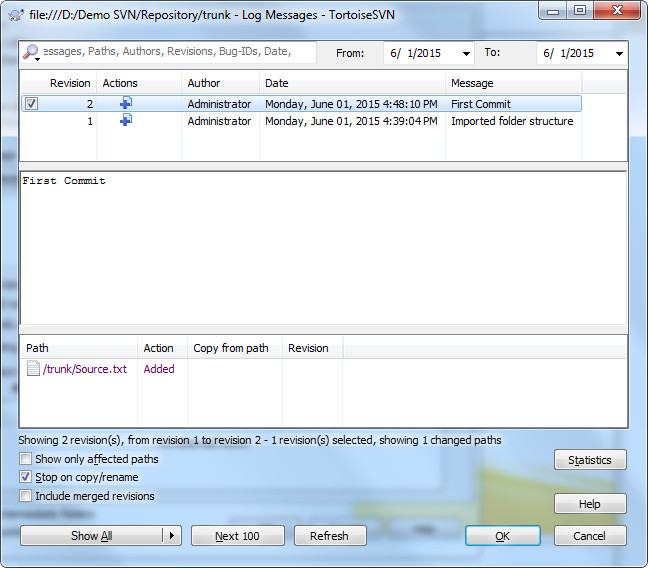 file:///D:/Demo SVN/Repository/trunk - Log Messages - TortoiseSVN
essages, Paths, Authors, Revisions, Bug-IDs, Date,
From: 6/ 1/2015 To: 6/ 1/2015
Revision Actions Author Date Message
2 Administrator Monday, June 01, 2015 4:48:10 PM First Commit
1 Administrator Monday, June 01, 2015 4:39:04 PM Imported folder structure
First Commit
Path Action Copy from path Revision
/trunk/Source.txt Added
Showing 2 revision(s), from revision 1 to revision 2 - 1 revision(s) selected, showing 1 changed paths
Show only affected paths
Statistics
Stop on copy/rename
Include merged revisions
Help
Show All Next 100 Refresh OK Cancel